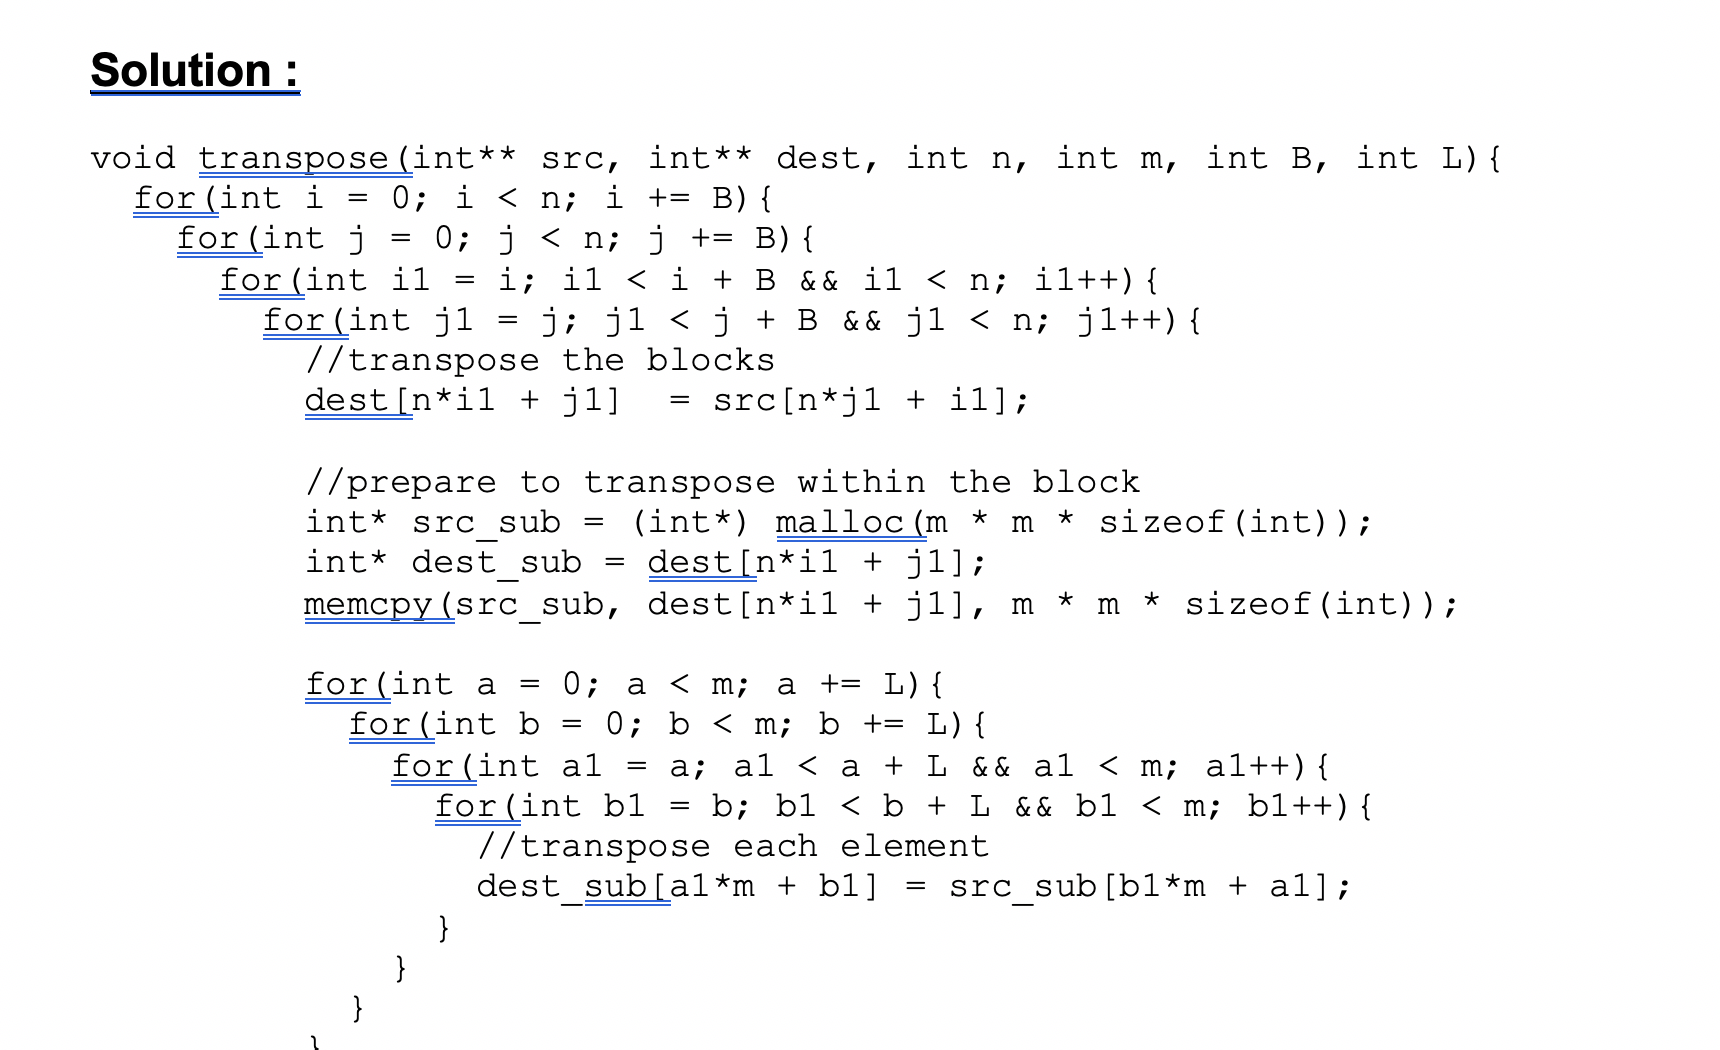 Solution :
void transpose(int** src, int** dest, int n, int m, int B, int L){
for(int i = 0; i < n; i += B){
for(int j = 0; j < n; j += B){
for(int i1 = i; i1 < i + B && i1 < n; i1++){
for(int j1 = j; j1 < j + B && j1 < n; j1++){
//transpose the blocks
dest[n*i1 + j1]  = src[n*j1 + i1];
//prepare to transpose within the block
int* src_sub = (int*) malloc(m * m * sizeof(int));
int* dest_sub = dest[n*i1 + j1];
memcpy(src_sub, dest[n*i1 + j1], m * m * sizeof(int));
for(int a = 0; a < m; a += L){
for(int b = 0; b < m; b += L){
for(int a1 = a; a1 < a + L && a1 < m; a1++){
for(int b1 = b; b1 < b + L && b1 < m; b1++){
//transpose each element
dest_sub[a1*m + b1] = src_sub[b1*m + a1];
}
}
}
}